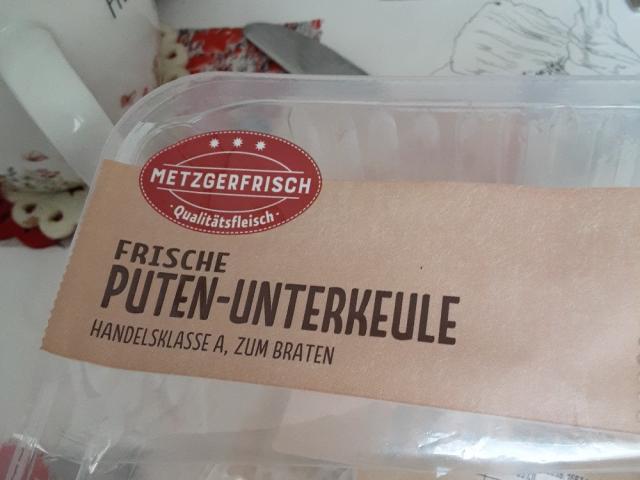 METZGERFRISCH
· Qualitätsfleisch ·
FRISCHE
PUTEN-UNTERKEULE
HANDELSKLASSE A, ZUM BRATEN